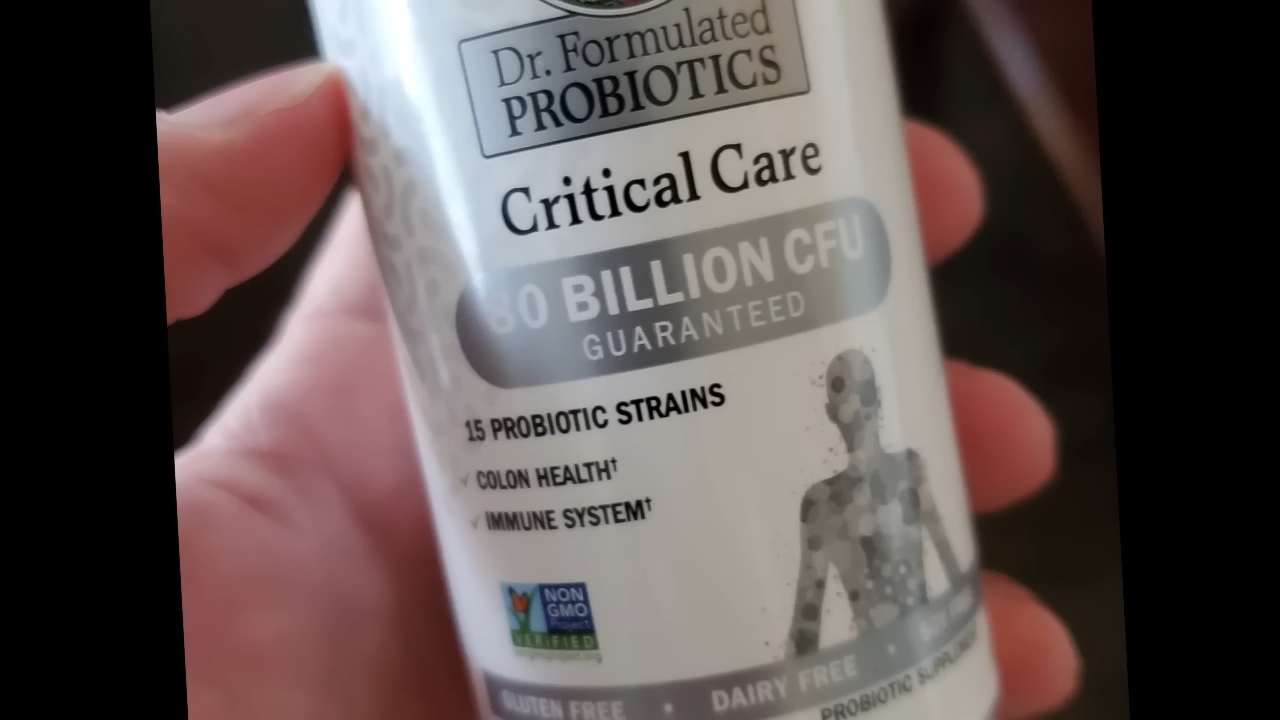 Dr. Formulated
PROBIOTICS
Critical Care
80 BILLION CFU
GUARANTEED
15 PROBIOTIC STRAINS
✓ COLON HEALTH†
✓ IMMUNE SYSTEM†
NON
GMO
Project
VERIFIED
GLUTEN FREE • DAIRY FREE •
PROBIOTIC